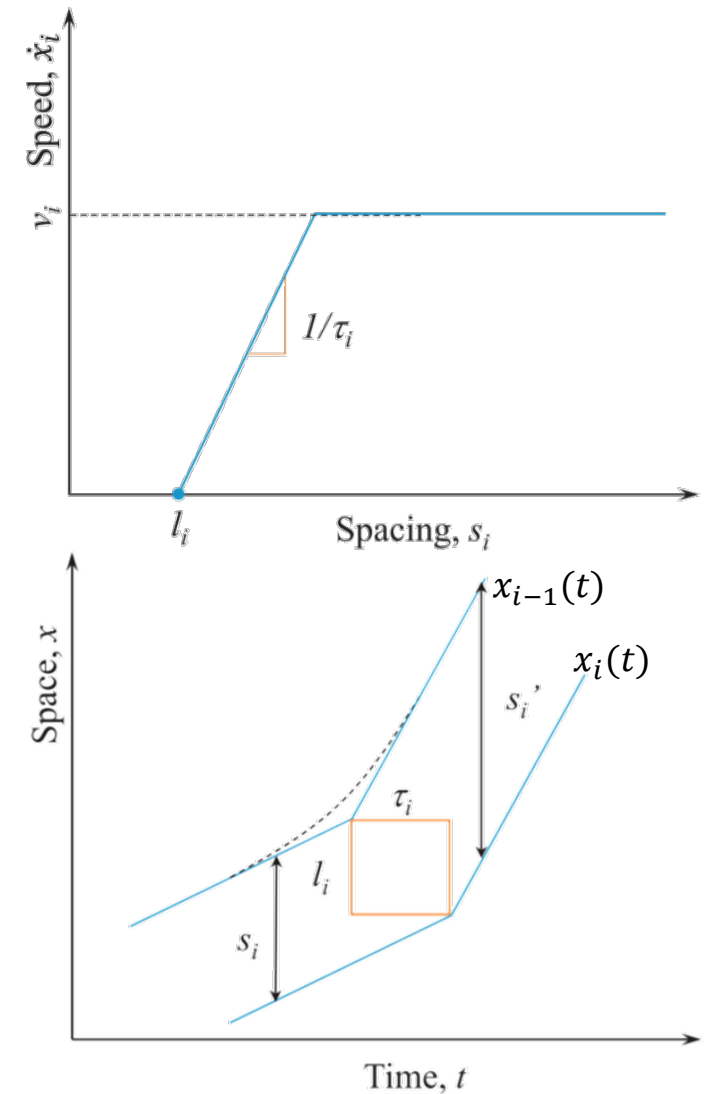 Speed, ẋᵢ
vᵢ
1/τᵢ
lᵢ
Spacing, sᵢ
Space, x
xᵢ₋₁(t)
xᵢ(t)
sᵢ’
τᵢ
lᵢ
sᵢ
Time, t